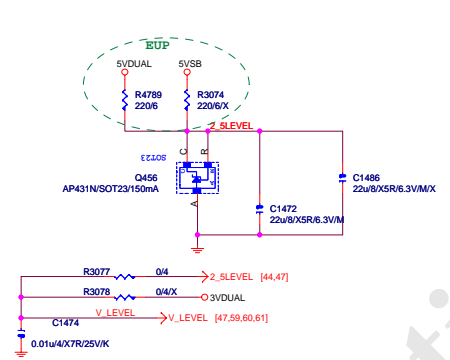 EUP
5VDUAL 5VSB
R4789 R3074
220/6 220/6/X
2_5LEVEL
SOT23
C R
Q456
AP431N/SOT23/150mA
A
C1486
22u/8/X5R/6.3V/M/X
C1472
22u/8/X5R/6.3V/M
R3077 0/4 2_5LEVEL [44,47]
R3078 0/4/X 3VDUAL
V_LEVEL V_LEVEL [47,59,60,61]
C1474
0.01u/4/X7R/25V/K